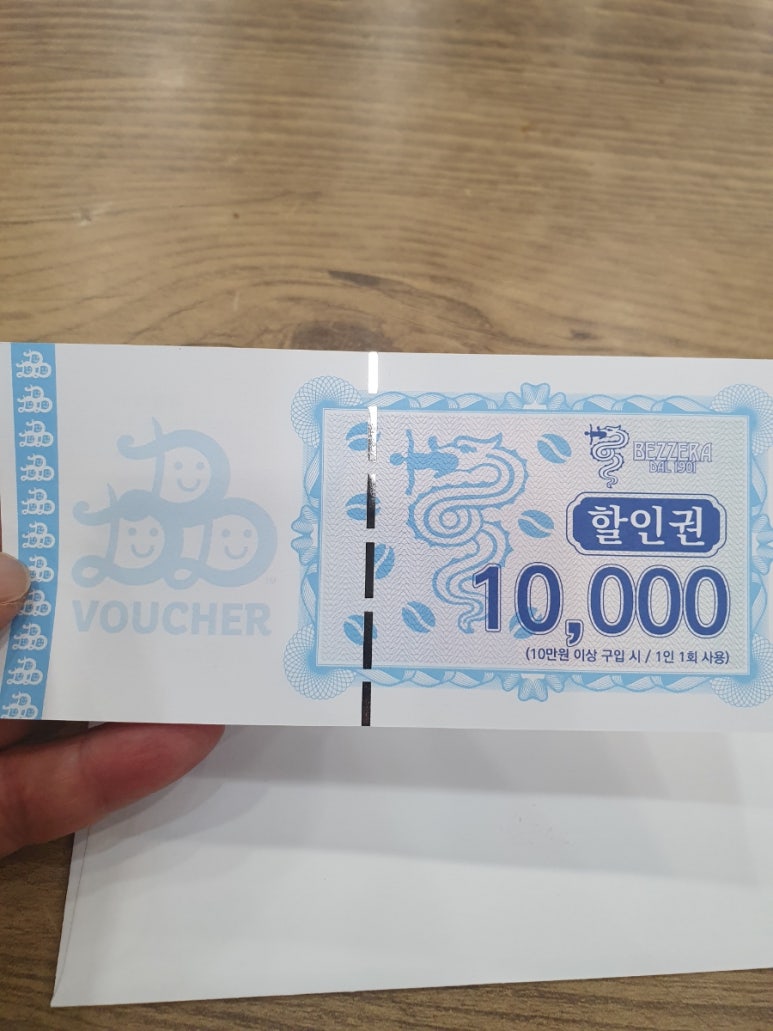 VOUCHER
BEZZERA
DAL 1901
할인권
10,000
(10만원 이상 구입 시 / 1인 1회 사용)